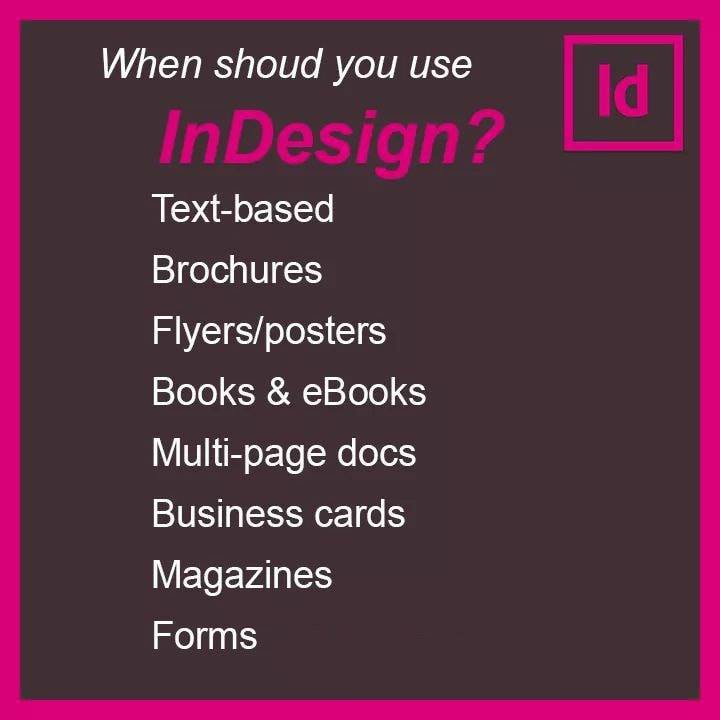 When shoud you use
Id
InDesign?
Text-based
Brochures
Flyers/posters
Books & eBooks
Multi-page docs
Business cards
Magazines
Forms